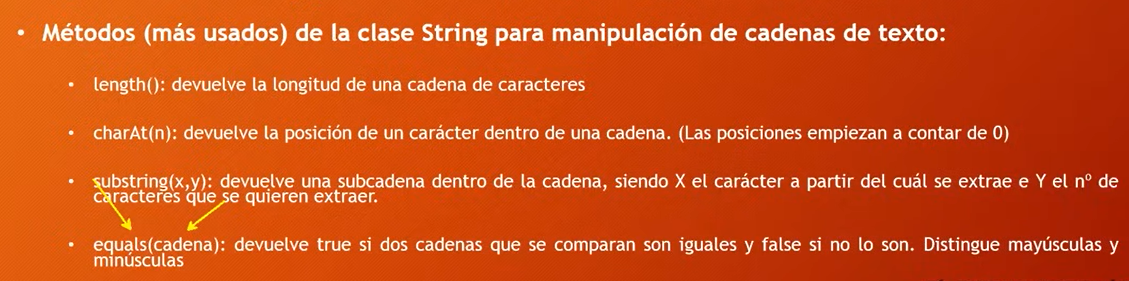 • Métodos (más usados) de la clase String para manipulación de cadenas de texto:
• length(): devuelve la longitud de una cadena de caracteres
• charAt(n): devuelve la posición de un carácter dentro de una cadena. (Las posiciones empiezan a contar de 0)
• substring(x,y): devuelve una subcadena dentro de la cadena, siendo X el carácter a partir del cuál se extrae e Y el nº de
caracteres que se quieren extraer.
• equals(cadena): devuelve true si dos cadenas que se comparan son iguales y false si no lo son. Distingue mayúsculas y
minúsculas